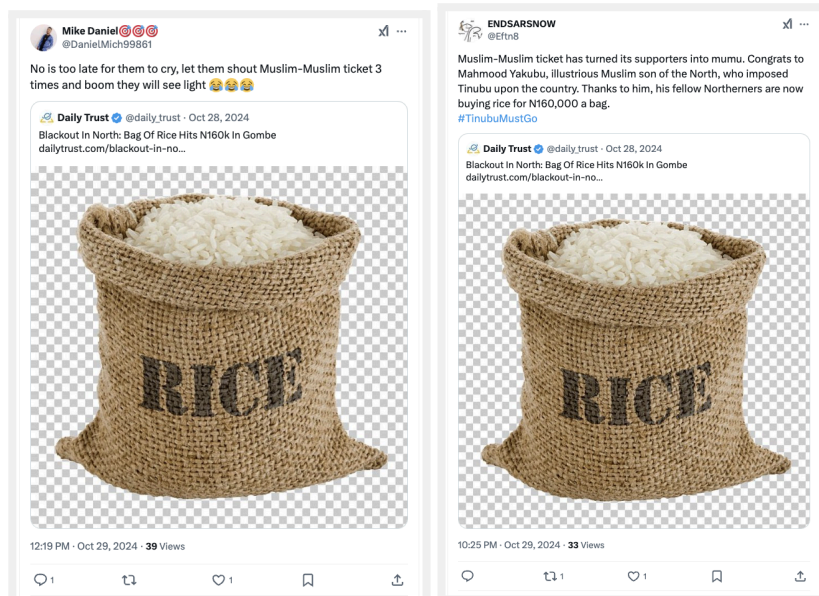 Mike Daniel🎯🎯🎯
@DanielMich99861
No is too late for them to cry, let them shout Muslim-Muslim ticket 3
times and boom they will see light 😂😂😂
Daily Trust @daily_trust · Oct 28, 2024
Blackout In North: Bag Of Rice Hits N160k In Gombe
dailytrust.com/blackout-in-no...
RICE
12:19 PM · Oct 29, 2024 · 39 Views
1
1
ENDSARSNOW
@Eftn8
Muslim-Muslim ticket has turned its supporters into mumu. Congrats to
Mahmood Yakubu, illustrious Muslim son of the North, who imposed
Tinubu upon the country. Thanks to him, his fellow Northerners are now
buying rice for N160,000 a bag.
#TinubuMustGo
Daily Trust @daily_trust · Oct 28, 2024
Blackout In North: Bag Of Rice Hits N160k In Gombe
dailytrust.com/blackout-in-no...
RICE
10:25 PM · Oct 29, 2024 · 33 Views
1
1